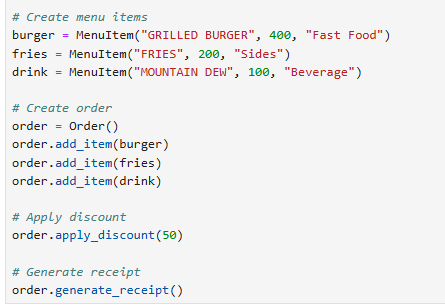 # Create menu items
burger = MenuItem("GRILLED BURGER", 400, "Fast Food")
fries = MenuItem("FRIES", 200, "Sides")
drink = MenuItem("MOUNTAIN DEW", 100, "Beverage")

# Create order
order = Order()
order.add_item(burger)
order.add_item(fries)
order.add_item(drink)

# Apply discount
order.apply_discount(50)

# Generate receipt
order.generate_receipt()